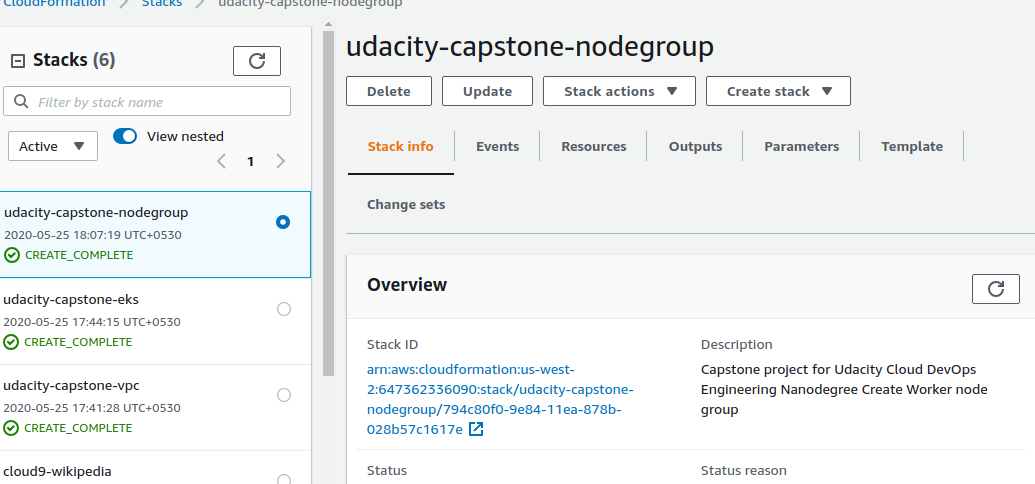 CloudFormation
Stacks
udacity-capstone-nodegroup
Stacks (6)
Filter by stack name
Active
View nested
1
udacity-capstone-nodegroup
2020-05-25 18:07:19 UTC+0530
CREATE_COMPLETE
udacity-capstone-eks
2020-05-25 17:44:15 UTC+0530
CREATE_COMPLETE
udacity-capstone-vpc
2020-05-25 17:41:28 UTC+0530
CREATE_COMPLETE
cloud9-wikipedia
udacity-capstone-nodegroup
Delete
Update
Stack actions
Create stack
Stack info
Events
Resources
Outputs
Parameters
Template
Change sets
Overview
Stack ID
arn:aws:cloudformation:us-west-
2:647362336090:stack/udacity-capstone-
nodegroup/794c80f0-9e84-11ea-878b-
028b57c1617e
Description
Capstone project for Udacity Cloud DevOps
Engineering Nanodegree Create Worker node
group
Status
Status reason